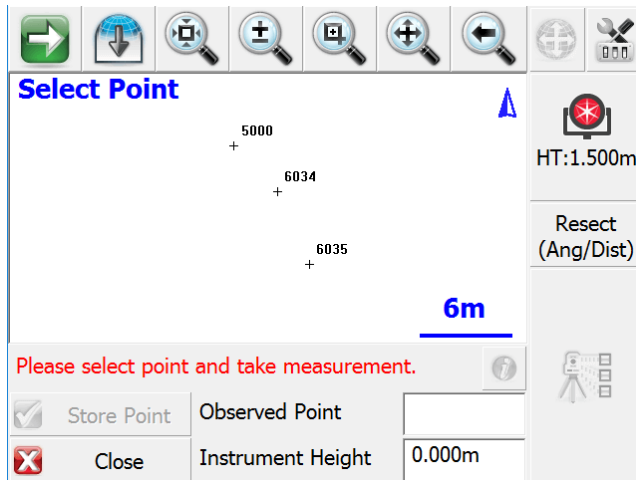 Select Point
5000
6034
6035
6m
HT:1.500m
Resect
(Ang/Dist)
Please select point and take measurement.
Store Point
Observed Point
Close
Instrument Height
0.000m